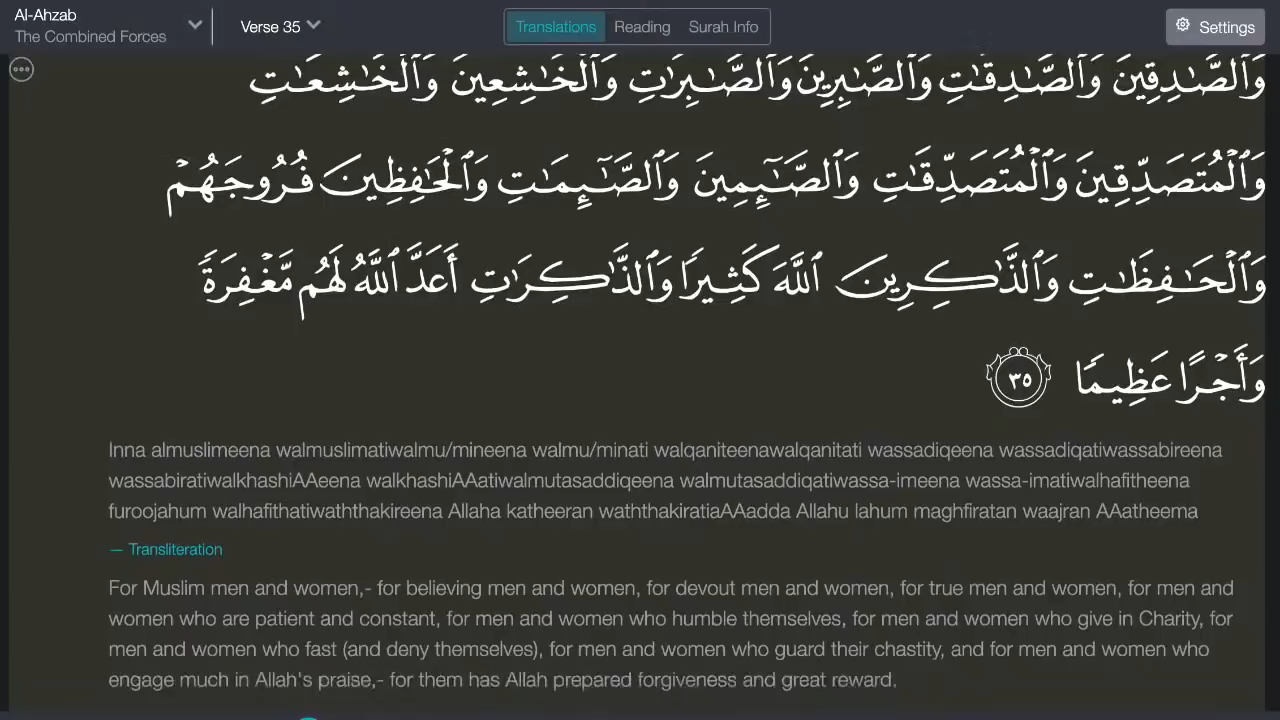 Al-Ahzab
The Combined Forces
Verse 35
Translations Reading Surah Info
Settings
وَٱلصَّـٰدِقِينَ وَٱلصَّـٰدِقَـٰتِ وَٱلصَّـٰبِرِينَ وَٱلصَّـٰبِرَٰتِ وَٱلْخَـٰشِعِينَ وَٱلْخَـٰشِعَـٰتِ
وَٱلْمُتَصَدِّقِينَ وَٱلْمُتَصَدِّقَـٰتِ وَٱلصَّـٰٓئِمِينَ وَٱلصَّـٰٓئِمَـٰتِ وَٱلْحَـٰفِظِينَ فُرُوجَهُمْ
وَٱلْحَـٰفِظَـٰتِ وَٱلذَّٰكِرِينَ ٱللَّهَ كَثِيرًا وَٱلذَّٰكِرَٰتِ أَعَدَّ ٱللَّهُ لَهُم مَّغْفِرَةً
وَأَجْرًا عَظِيمًا ٣٥
Inna almuslimeena walmuslimatiwalmu/mineena walmu/minati walqaniteenawalqanitati wassadiqeena wassadiqatiwassabireena
wassabiratiwalkhashiAAeena walkhashiAAatiwalmutasaddiqeena walmutasaddiqatiwassa-imeena wassa-imatiwalhafitheena
furoojahum walhafithatiwaththakireena Allaha katheeran waththakiratiaAAadda Allahu lahum maghfiratan waajran AAatheema
— Transliteration
For Muslim men and women,- for believing men and women, for devout men and women, for true men and women, for men and
women who are patient and constant, for men and women who humble themselves, for men and women who give in Charity, for
men and women who fast (and deny themselves), for men and women who guard their chastity, and for men and women who
engage much in Allah's praise,- for them has Allah prepared forgiveness and great reward.